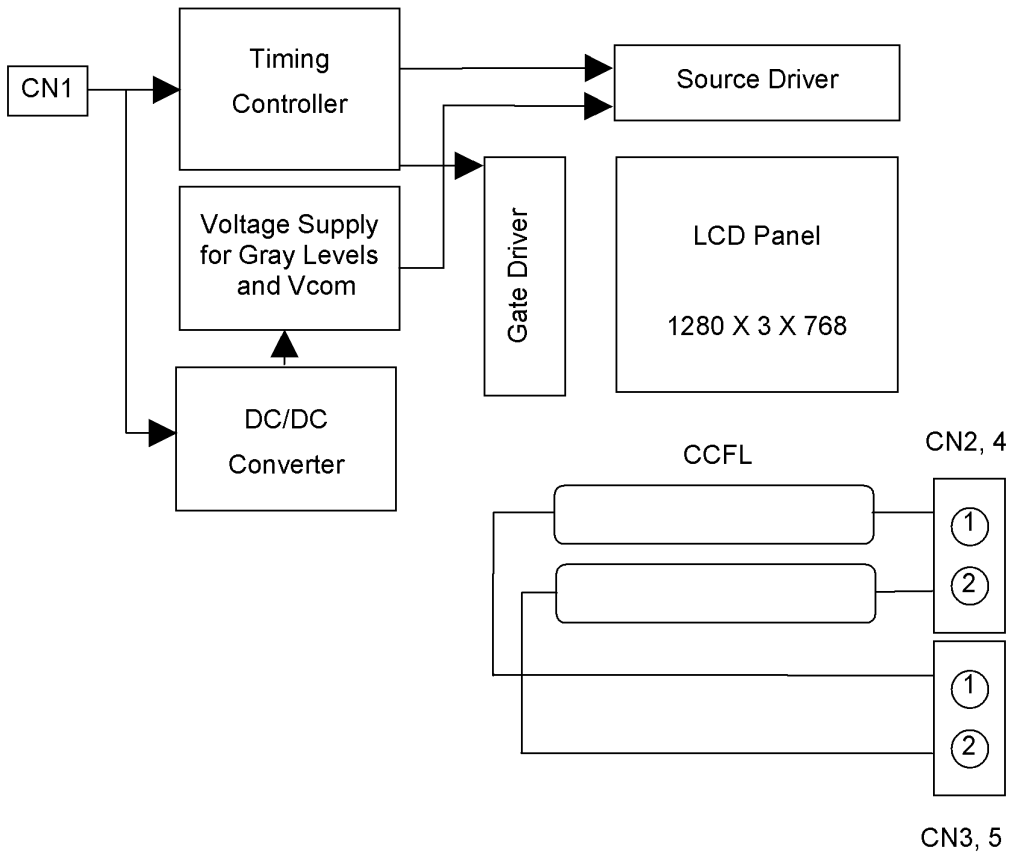 CN1
Timing
Controller
Source Driver
Voltage Supply
for Gray Levels
and Vcom
Gate Driver
LCD Panel
1280 X 3 X 768
DC/DC
Converter
CCFL
CN2, 4
1
2
1
2
CN3, 5